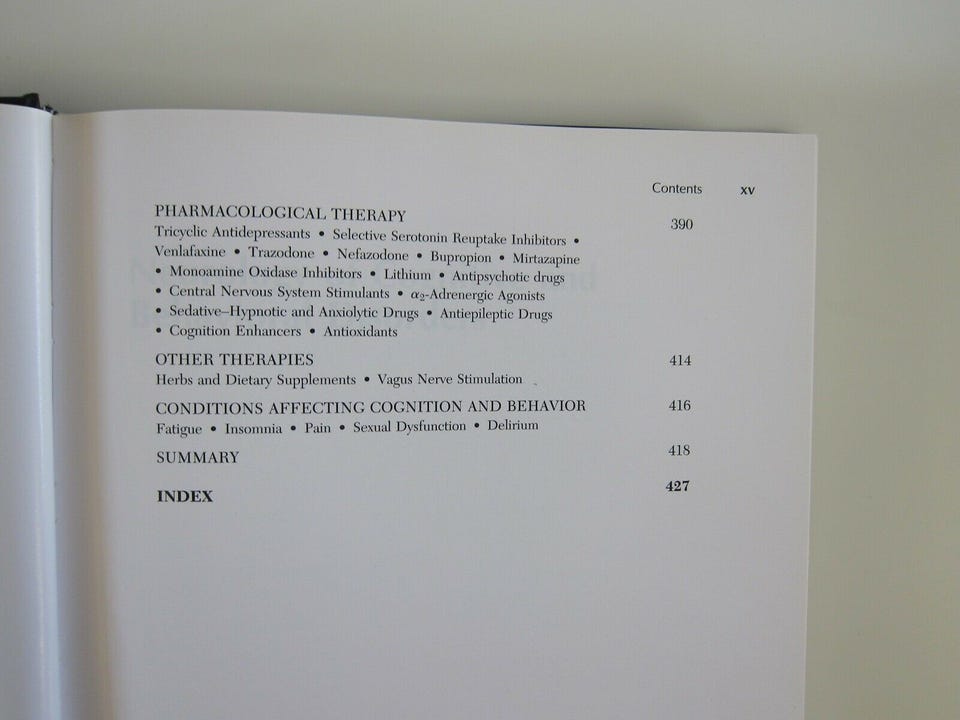 Contents xv
PHARMACOLOGICAL THERAPY 390
Tricyclic Antidepressants • Selective Serotonin Reuptake Inhibitors •
Venlafaxine • Trazodone • Nefazodone • Bupropion • Mirtazapine
• Monoamine Oxidase Inhibitors • Lithium • Antipsychotic drugs
• Central Nervous System Stimulants • α₂-Adrenergic Agonists
• Sedative–Hypnotic and Anxiolytic Drugs • Antiepileptic Drugs
• Cognition Enhancers • Antioxidants
OTHER THERAPIES 414
Herbs and Dietary Supplements • Vagus Nerve Stimulation
CONDITIONS AFFECTING COGNITION AND BEHAVIOR 416
Fatigue • Insomnia • Pain • Sexual Dysfunction • Delirium
SUMMARY 418
INDEX 427